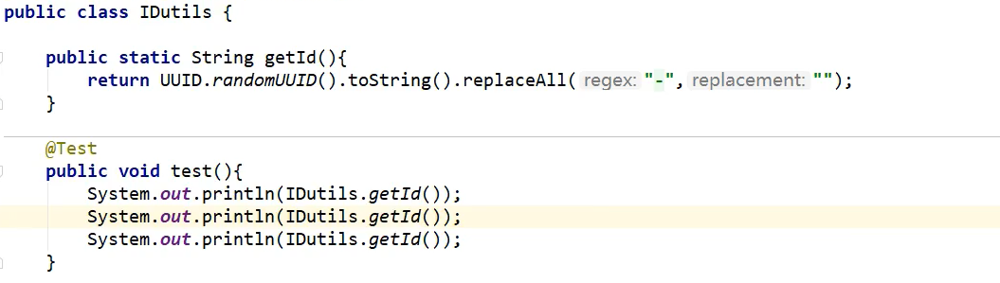 public class IDutils {
public static String getId(){
return UUID.randomUUID().toString().replaceAll( regex: "-", replacement: "");
}
@Test
public void test(){
System.out.println(IDutils.getId());
System.out.println(IDutils.getId());
System.out.println(IDutils.getId());
}